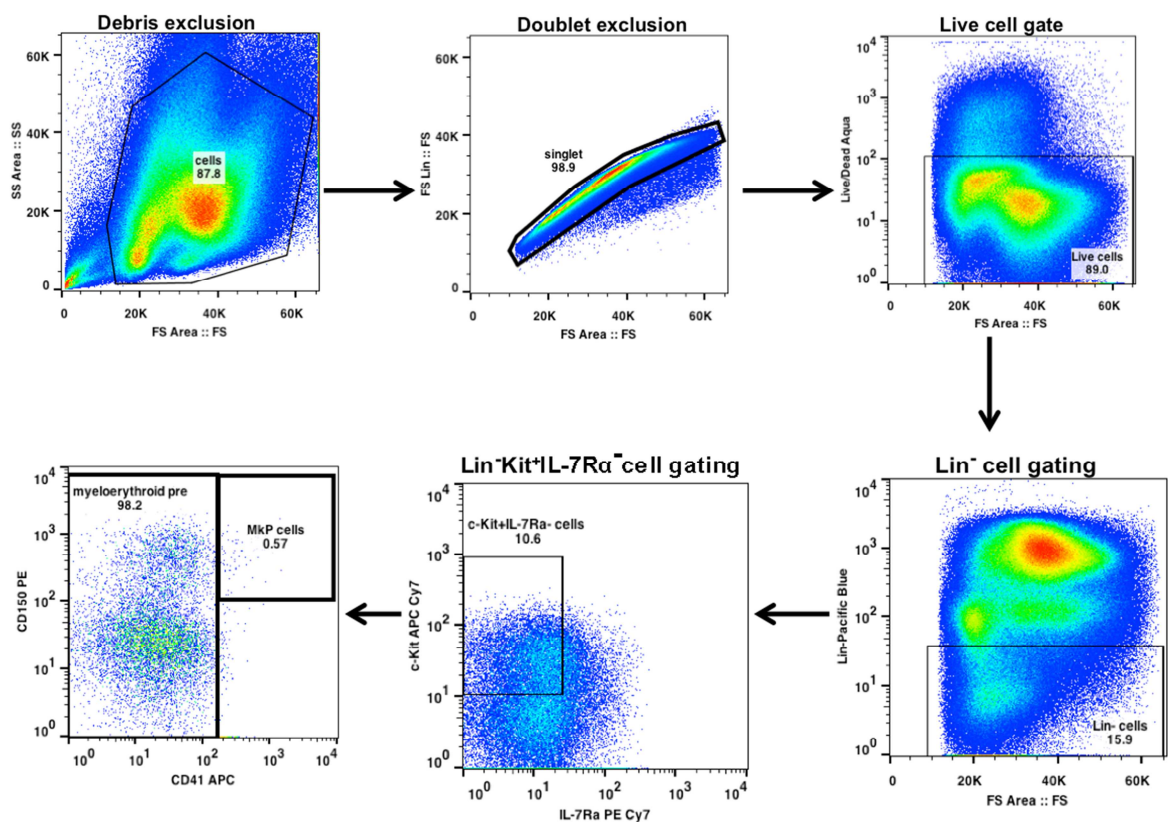 Debris exclusion
60K
40K
20K
0
SS Area :: SS
cells
87.8
0
20K
40K
60K
FS Area :: FS
Doublet exclusion
60K
40K
20K
0
FS Lin :: FS
singlet
98.9
0
20K
40K
60K
FS Area :: FS
Live cell gate
10⁴
10³
10²
10¹
10⁰
Live/Dead Aqua
Live cells
89.0
0
20K
40K
60K
FS Area :: FS
myeloerythroid pre
98.2
MkP cells
0.57
10⁴
10³
10²
10¹
10⁰
CD150 PE
10⁰
10¹
10²
10³
10⁴
CD41 APC
Lin⁻Kit⁺IL-7Rα⁻cell gating
c-Kit+IL-7Ra- cells
10.6
10⁴
10³
10²
10¹
10⁰
c-Kit APC Cy7
10⁰
10¹
10²
10³
10⁴
IL-7Ra PE Cy7
Lin⁻ cell gating
10⁴
10³
10²
10¹
10⁰
Lin-Pacific Blue
Lin- cells
15.9
0
20K
40K
60K
FS Area :: FS